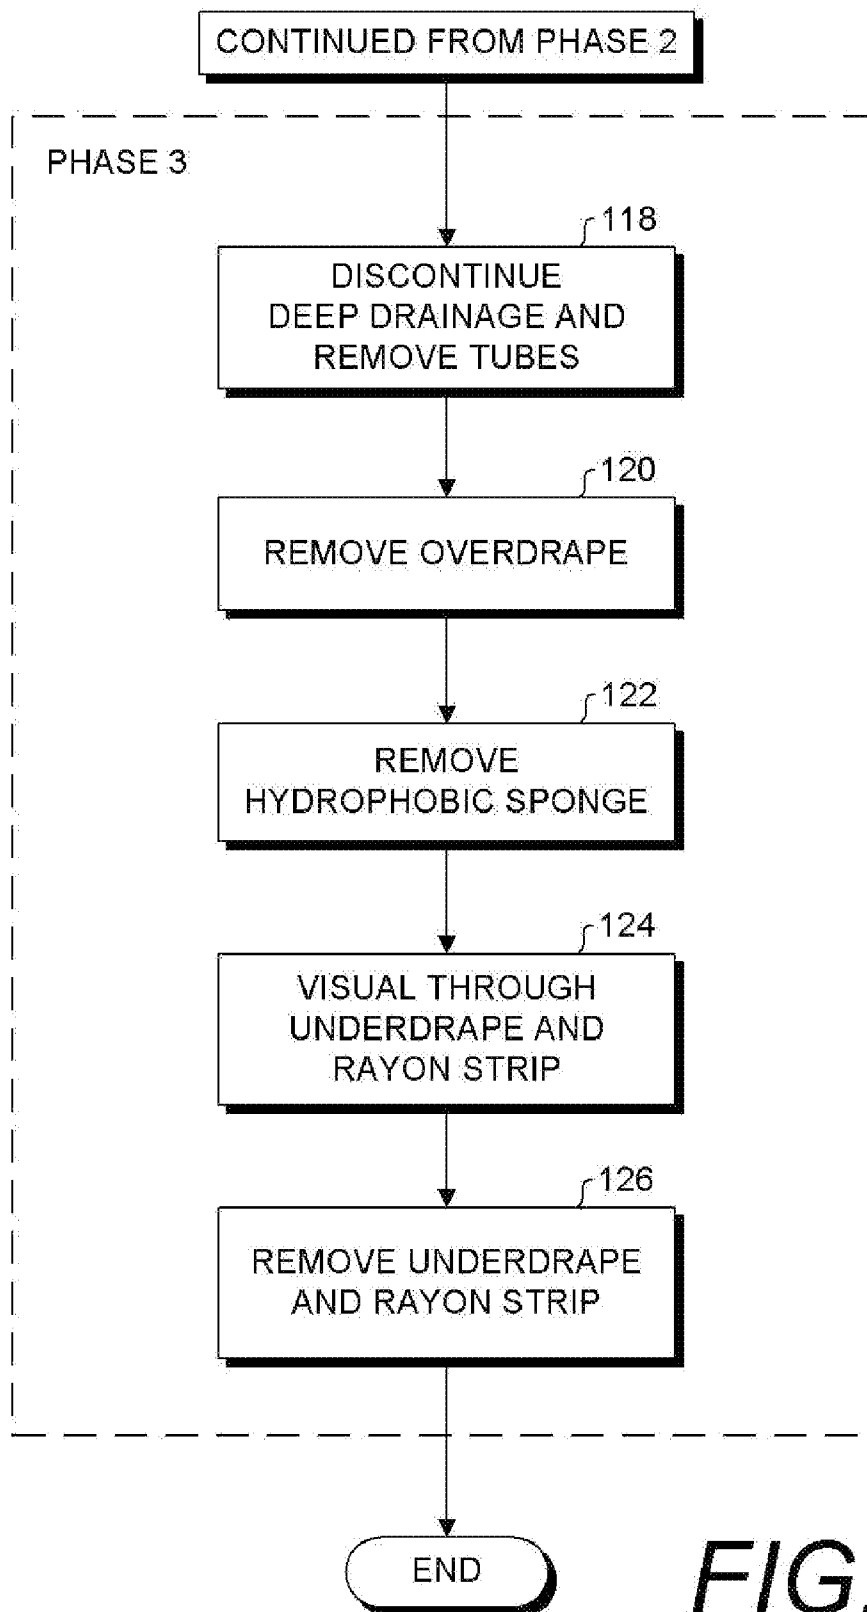 CONTINUED FROM PHASE 2
PHASE 3
118
DISCONTINUE
DEEP DRAINAGE AND
REMOVE TUBES
120
REMOVE OVERDRAPE
122
REMOVE
HYDROPHOBIC SPONGE
124
VISUAL THROUGH
UNDERDRAPE AND
RAYON STRIP
126
REMOVE UNDERDRAPE
AND RAYON STRIP
END
FIG.